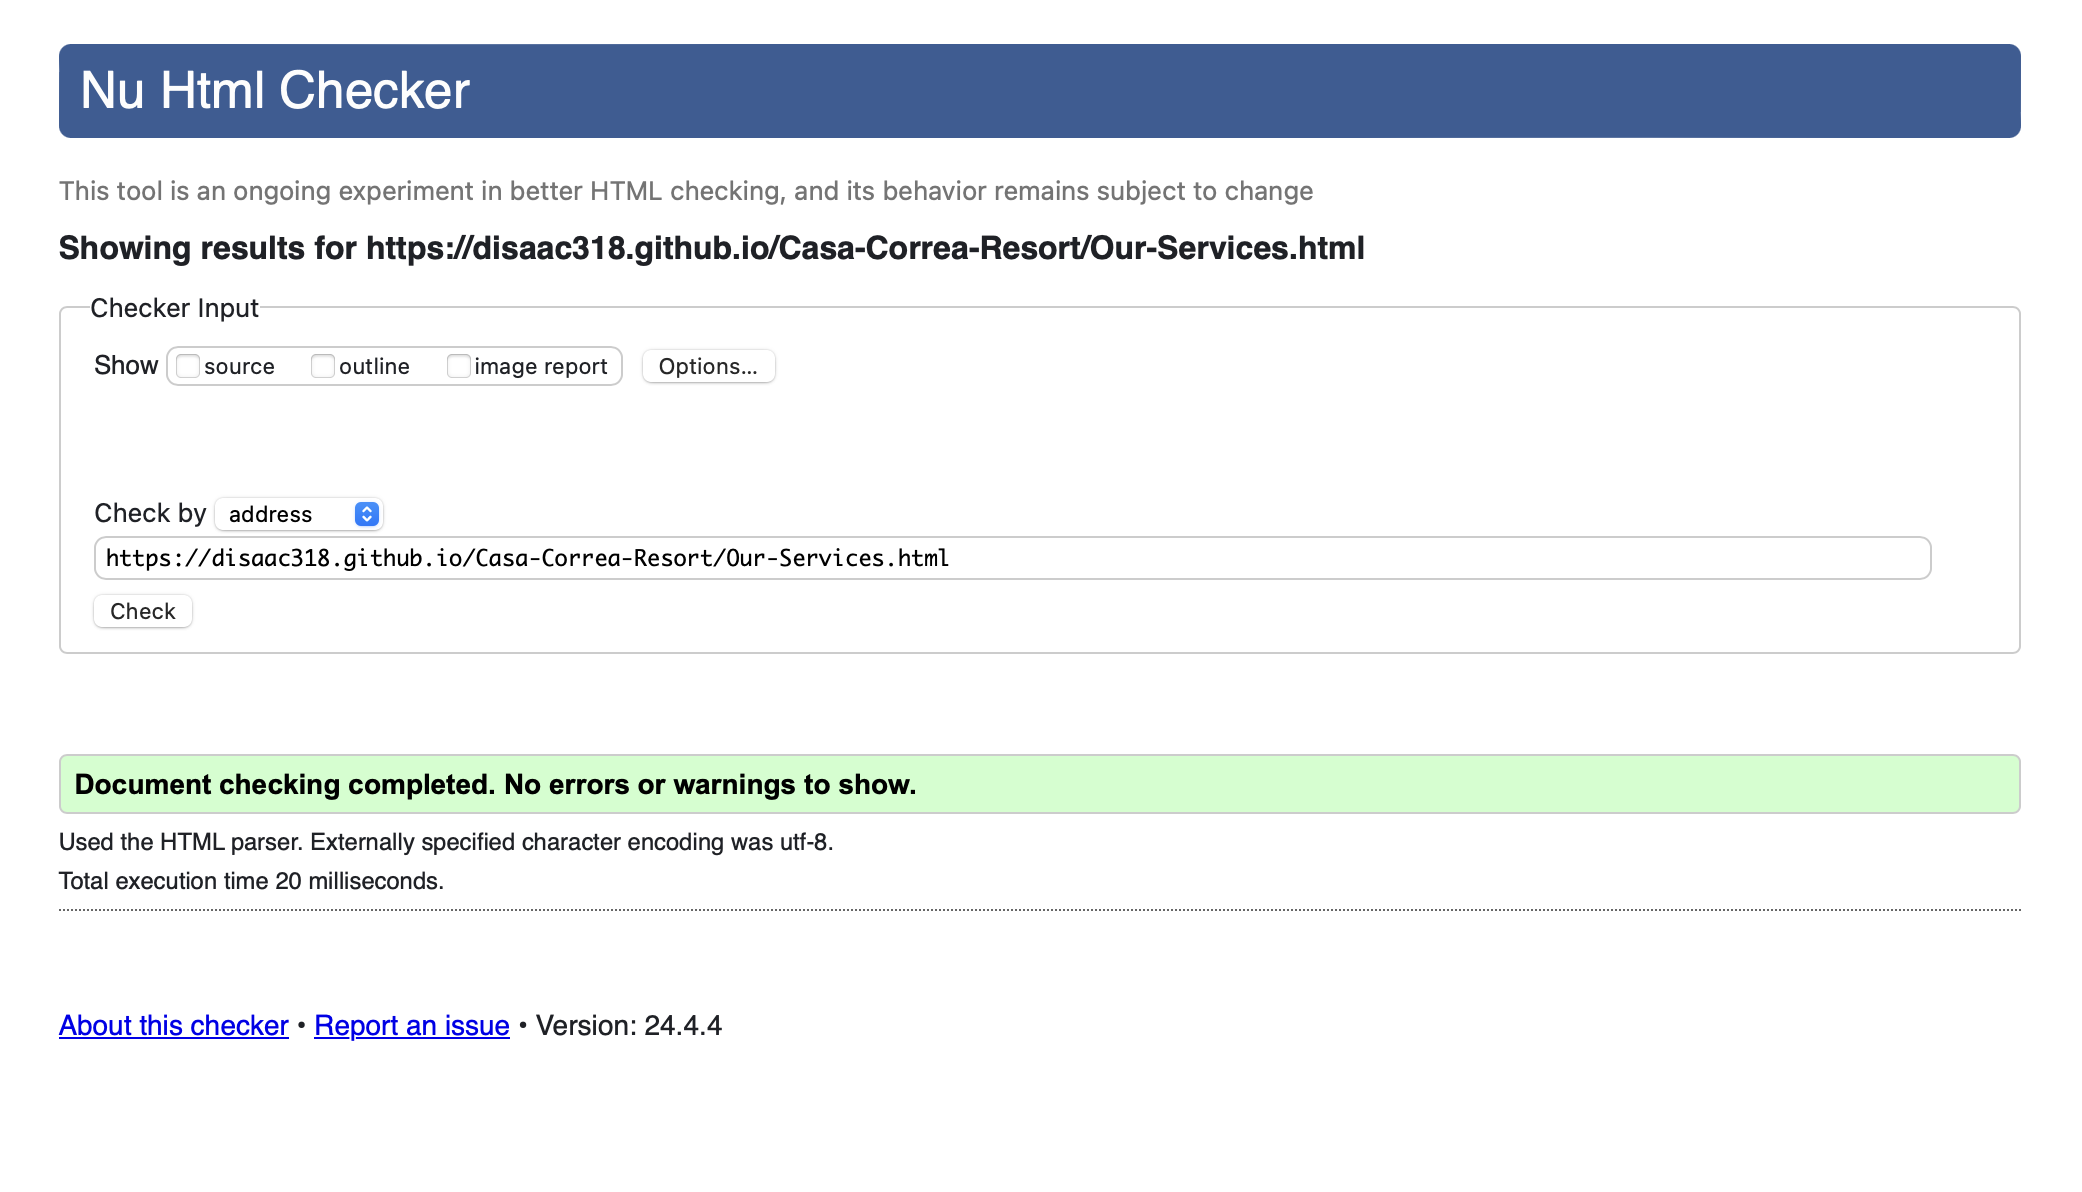 Nu Html Checker
This tool is an ongoing experiment in better HTML checking, and its behavior remains subject to change
Showing results for https://disaac318.github.io/Casa-Correa-Resort/Our-Services.html
Checker Input
Show source outline image report Options...
Check by address
https://disaac318.github.io/Casa-Correa-Resort/Our-Services.html
Check
Document checking completed. No errors or warnings to show.
Used the HTML parser. Externally specified character encoding was utf-8.
Total execution time 20 milliseconds.
About this checker • Report an issue • Version: 24.4.4